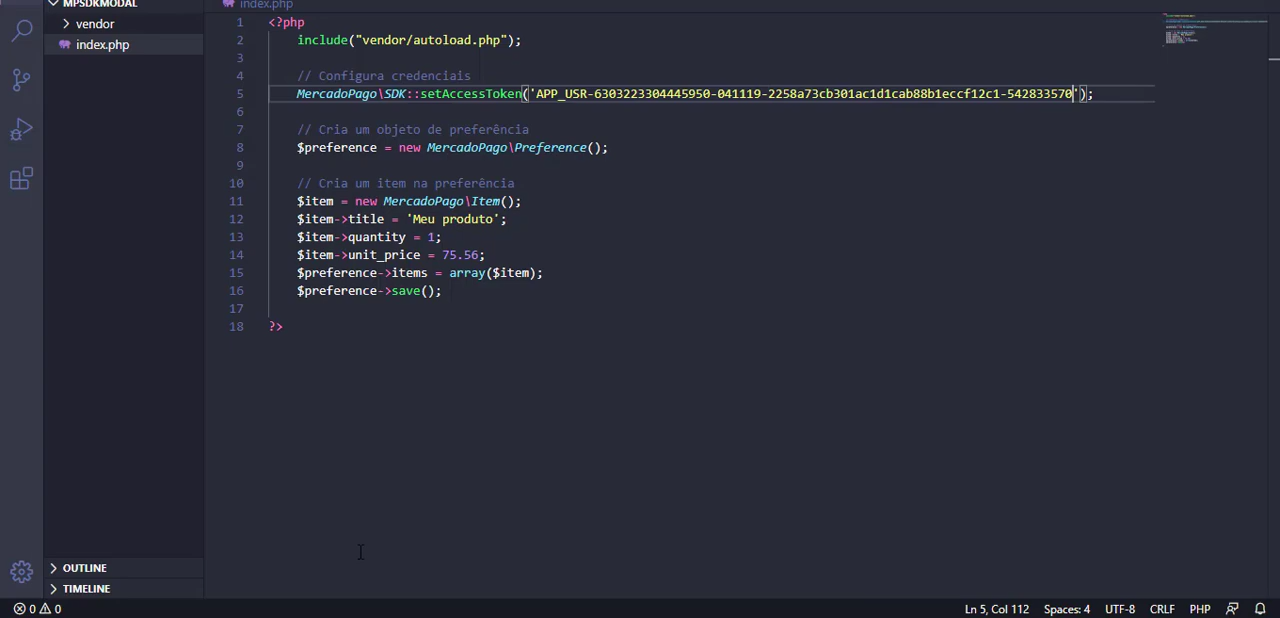 MPSDKMODAL
vendor
index.php
index.php
1 <?php
2 include("vendor/autoload.php");
3
4 // Configura credenciais
5 MercadoPago\SDK::setAccessToken('APP_USR-6303223304445950-041119-2258a73cb301ac1d1cab88b1eccf12c1-542833570');
6
7 // Cria um objeto de preferência
8 $preference = new MercadoPago\Preference();
9
10 // Cria um item na preferência
11 $item = new MercadoPago\Item();
12 $item->title = 'Meu produto';
13 $item->quantity = 1;
14 $item->unit_price = 75.56;
15 $preference->items = array($item);
16 $preference->save();
17
18 ?>
OUTLINE
TIMELINE
0 0 Ln 5, Col 112 Spaces: 4 UTF-8 CRLF PHP